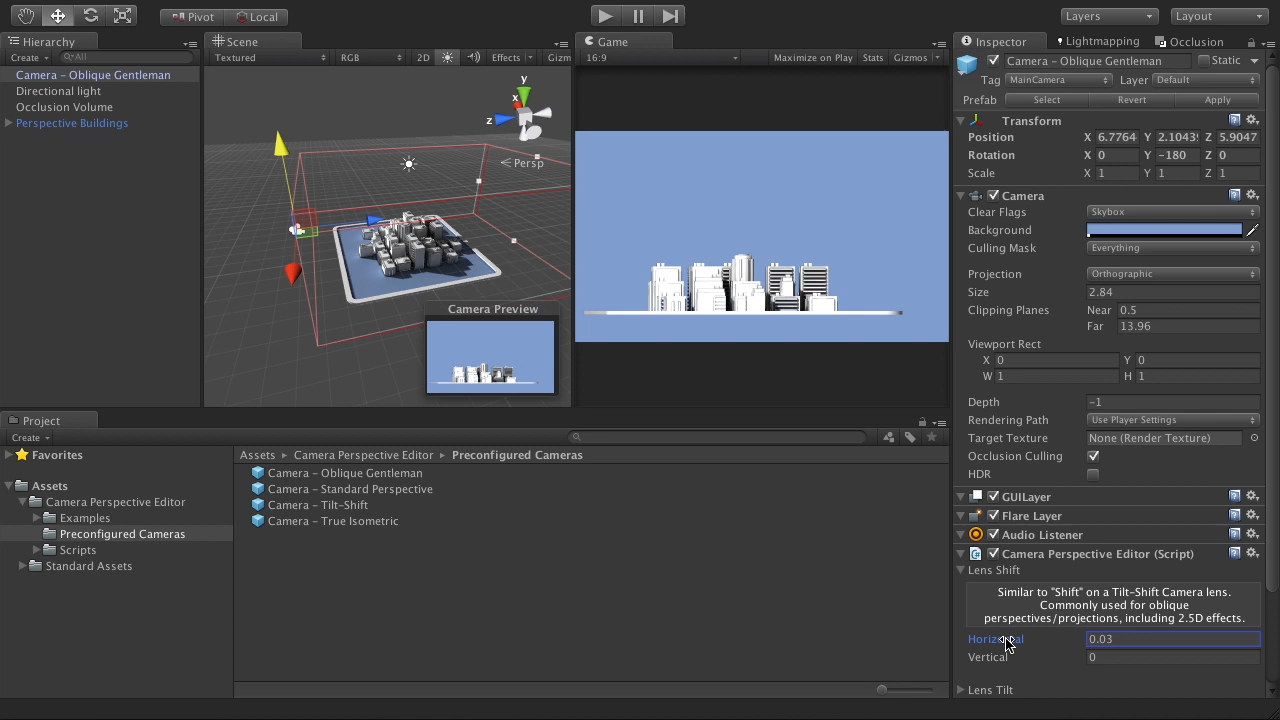 Pivot
Local
Layers
Layout
Hierarchy
Create
All
Camera – Oblique Gentleman
Directional light
Occlusion Volume
Perspective Buildings
Scene
Textured
RGB
2D
Effects
Gizm
y
x
z
Persp
Camera Preview
Game
16:9
Maximize on Play
Stats
Gizmos
Project
Create
Favorites
Assets
Camera Perspective Editor
Examples
Preconfigured Cameras
Scripts
Standard Assets
Assets Camera Perspective Editor Preconfigured Cameras
Camera – Oblique Gentleman
Camera – Standard Perspective
Camera – Tilt-Shift
Camera – True Isometric
Inspector
Lightmapping
Occlusion
Camera – Oblique Gentleman
Static
Tag MainCamera Layer Default
Prefab Select Revert Apply
Transform
Position X 6.7764 Y 2.1043 Z 5.9047
Rotation X 0 Y -180 Z 0
Scale X 1 Y 1 Z 1
Camera
Clear Flags Skybox
Background
Culling Mask Everything
Projection Orthographic
Size 2.84
Clipping Planes Near 0.5
Far 13.96
Viewport Rect
X 0 Y 0
W 1 H 1
Depth -1
Rendering Path Use Player Settings
Target Texture None (Render Texture)
Occlusion Culling
HDR
GUILayer
Flare Layer
Audio Listener
Camera Perspective Editor (Script)
Lens Shift
Similar to "Shift" on a Tilt-Shift Camera lens.
Commonly used for oblique
perspectives/projections, including 2.5D effects.
Horizontal 0.03
Vertical 0
Lens Tilt